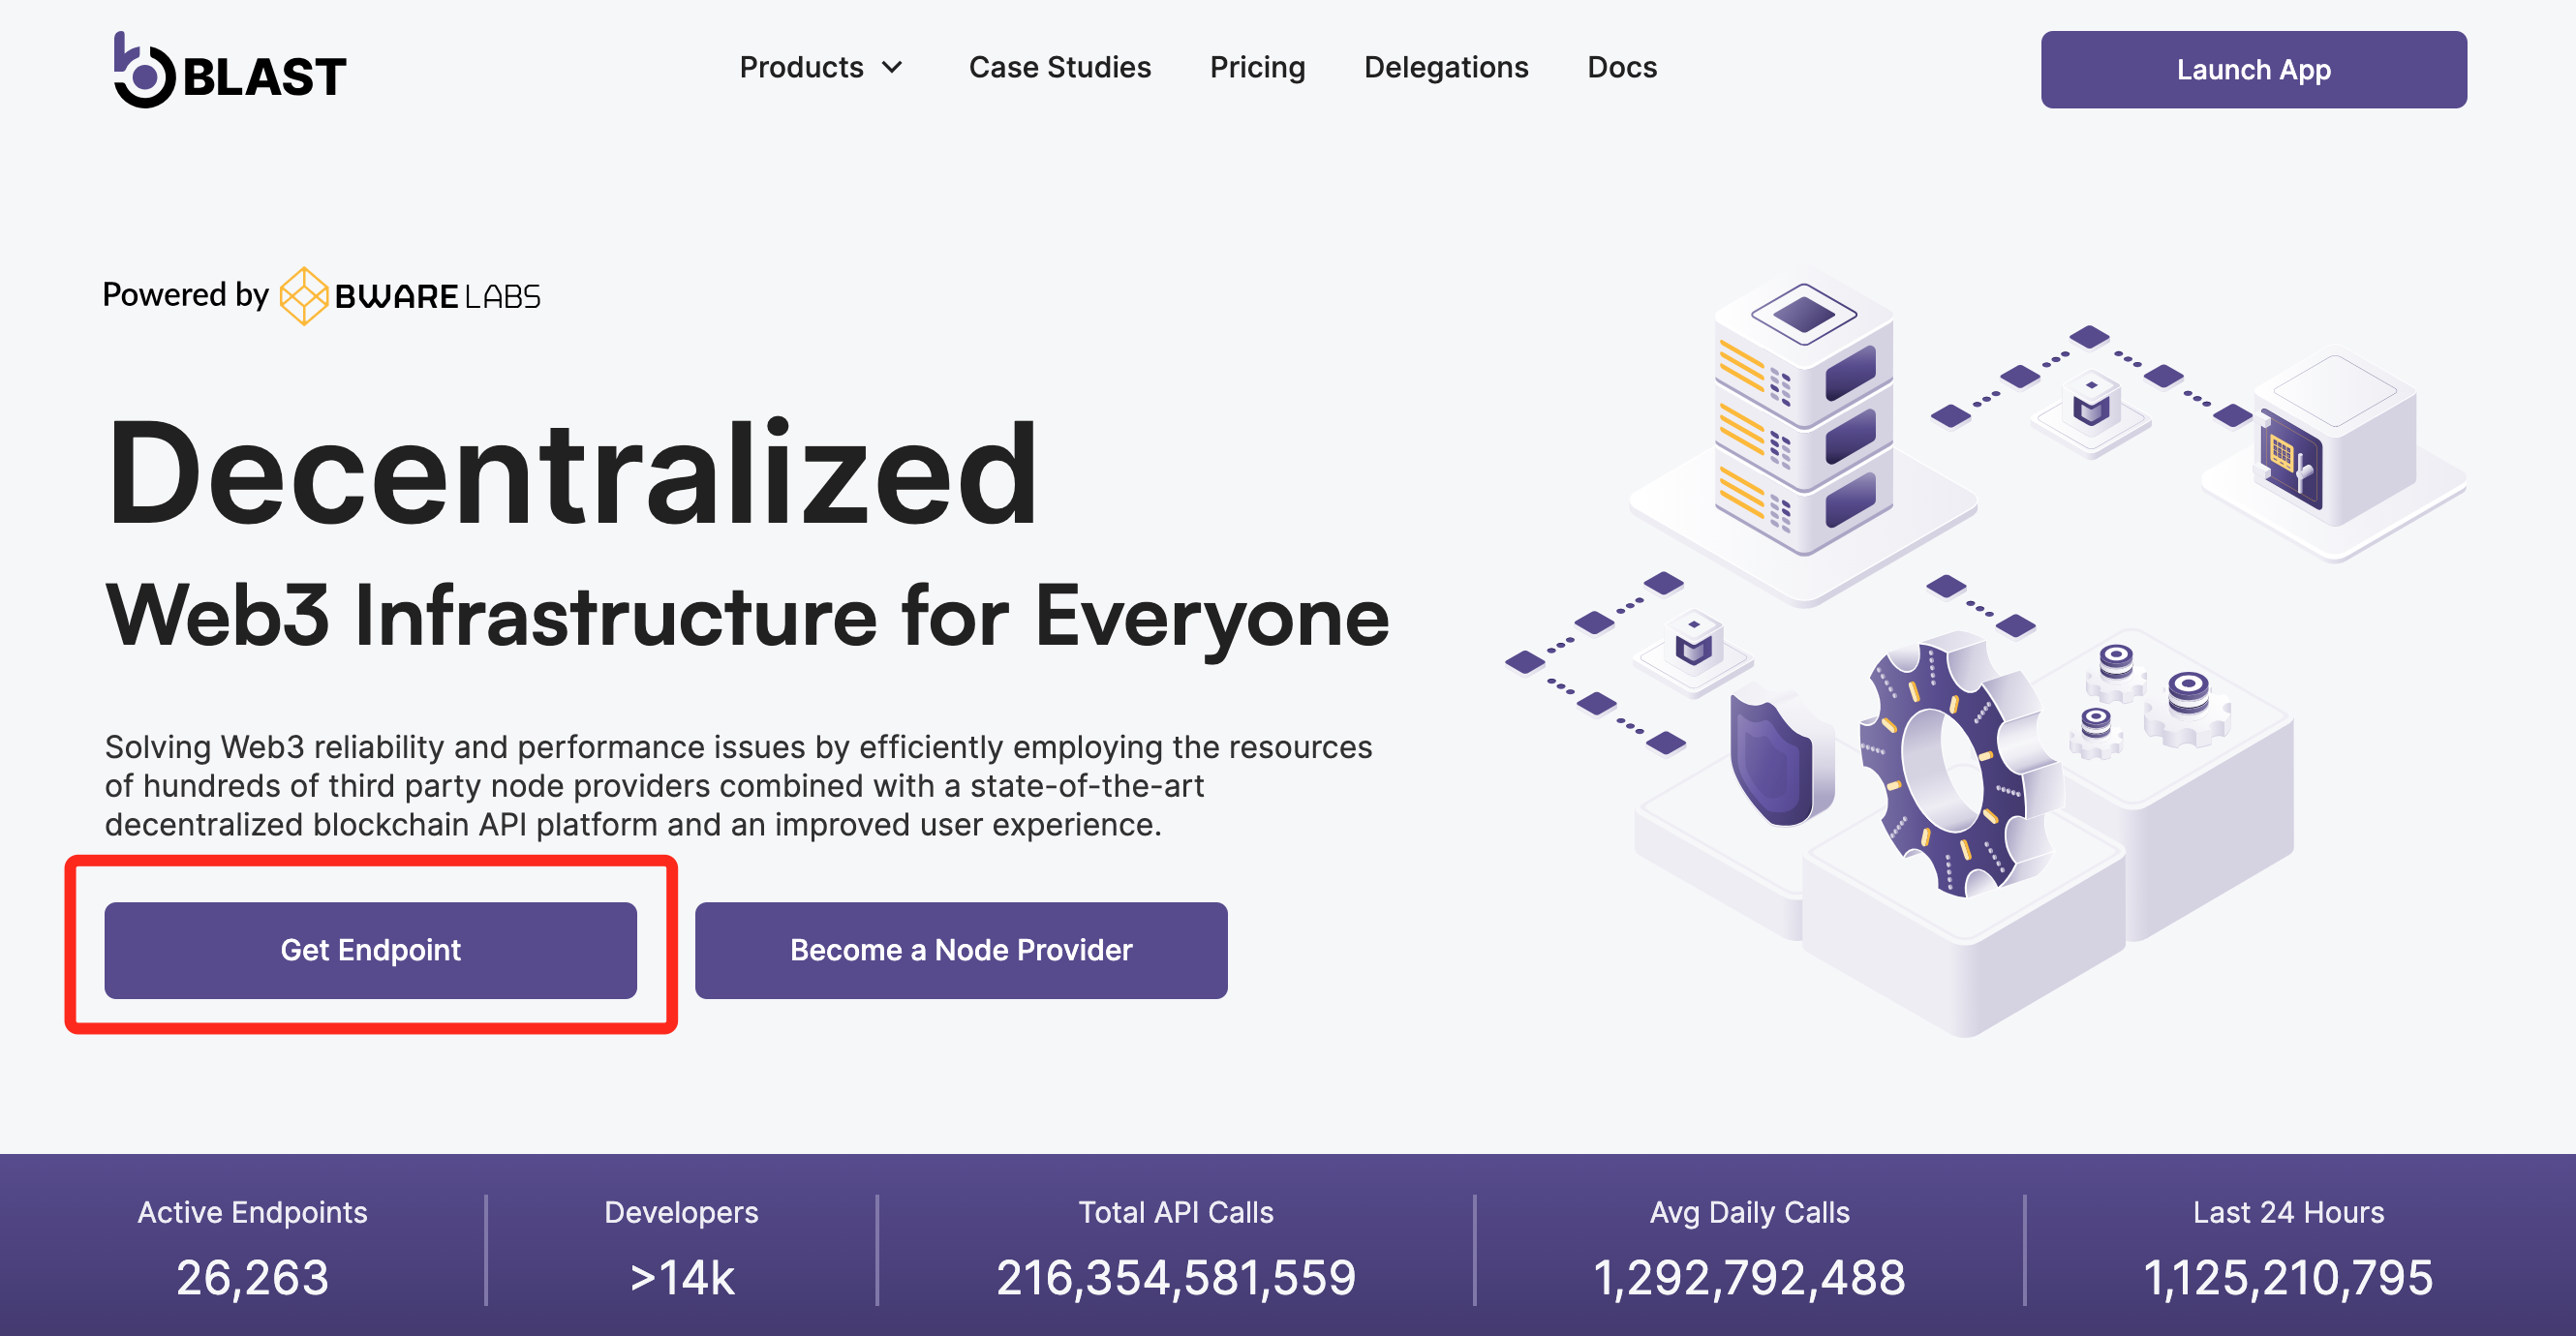 BLAST
Products
Case Studies
Pricing
Delegations
Docs
Launch App
Powered by BWARE LABS
Decentralized
Web3 Infrastructure for Everyone
Solving Web3 reliability and performance issues by efficiently employing the resources
of hundreds of third party node providers combined with a state-of-the-art
decentralized blockchain API platform and an improved user experience.
Get Endpoint
Become a Node Provider
Active Endpoints
26,263
Developers
>14k
Total API Calls
216,354,581,559
Avg Daily Calls
1,292,792,488
Last 24 Hours
1,125,210,795